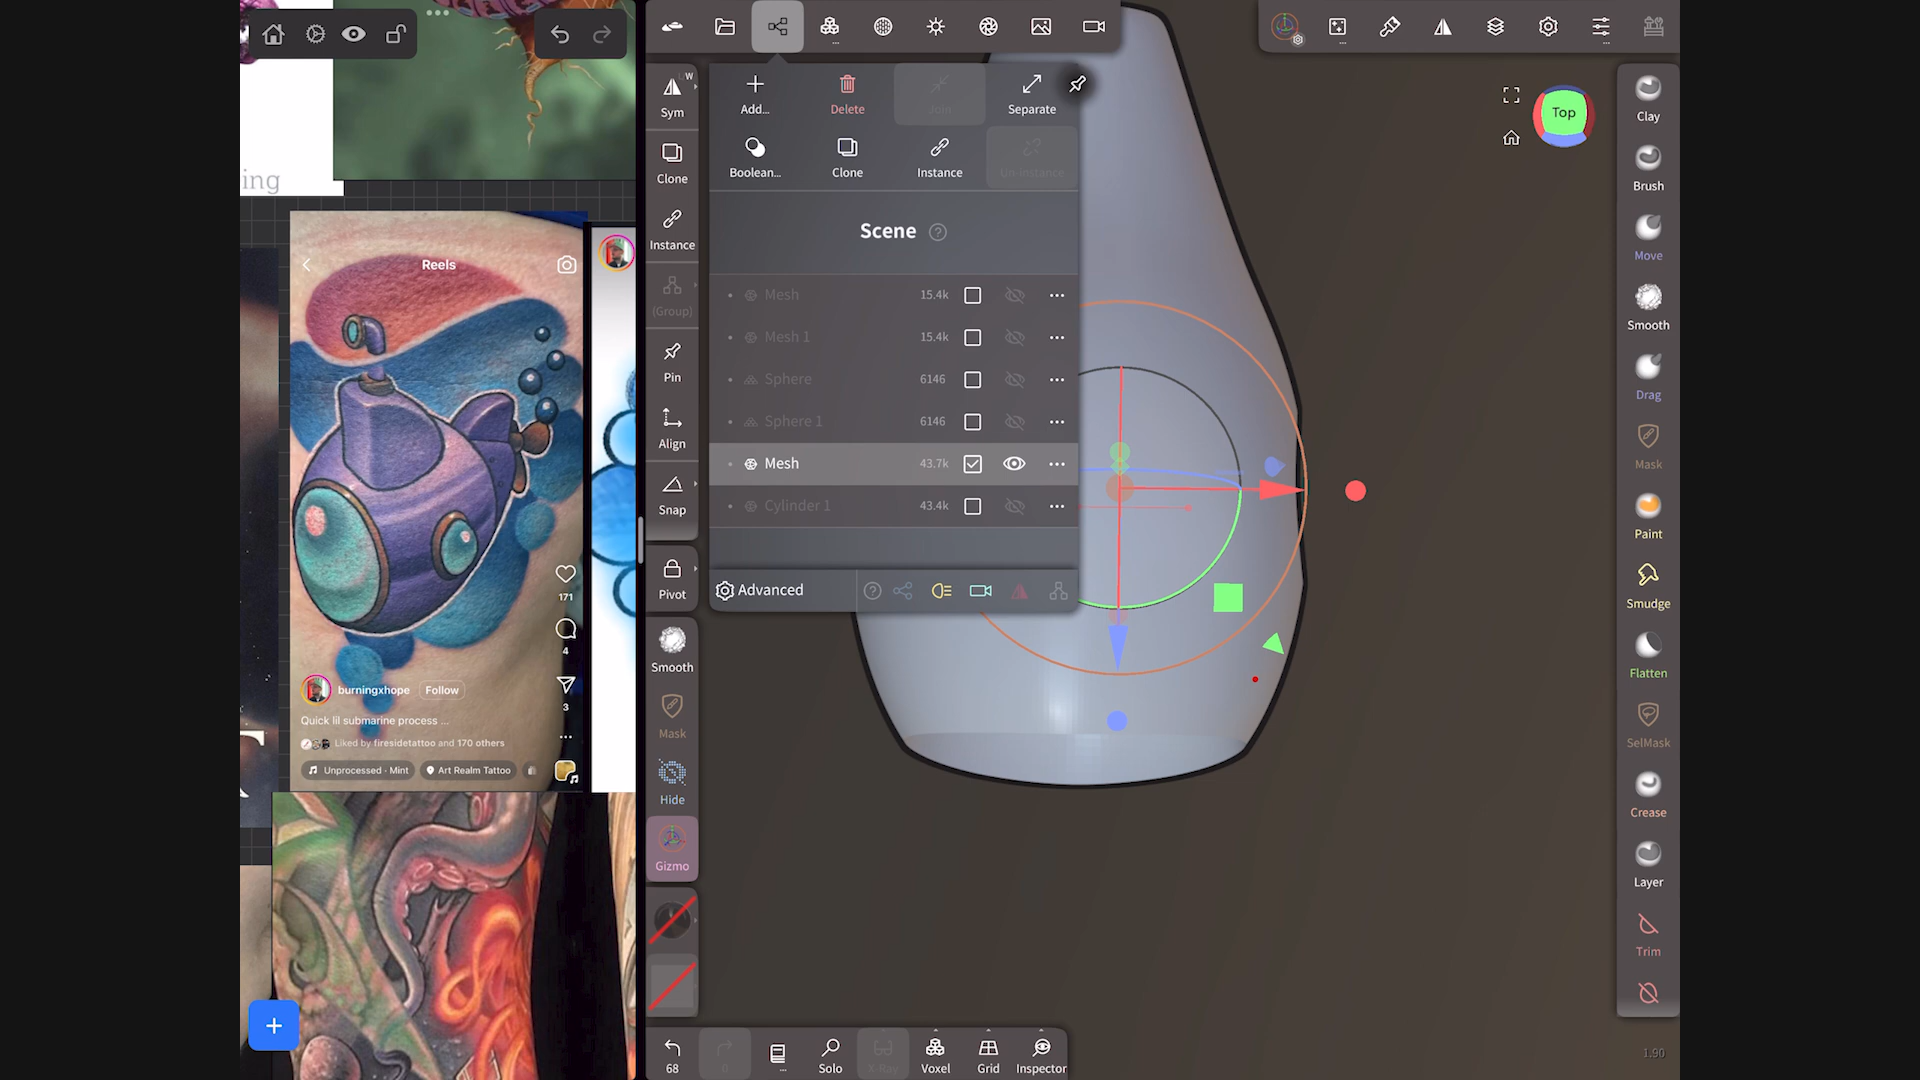 ing
Reels
171
4
3
burningxhope
Follow
Quick lil submarine process ...
Liked by firesidetattoo and 170 others
Unprocessed · Mint
Art Realm Tattoo
W
Sym
Clone
Instance
(Group)
Pin
Align
Snap
Pivot
Smooth
Mask
Hide
Gizmo
Add...
Delete
Join
Separate
Boolean...
Clone
Instance
Un-instance
Scene
Mesh 15.4k
Mesh 1 15.4k
Sphere 6146
Sphere 1 6146
Mesh 43.7k
Cylinder 1 43.4k
Advanced
68
0
Solo
X-Ray
Voxel
Grid
Inspector
Top
Clay
Brush
Move
Smooth
Drag
Mask
Paint
Smudge
Flatten
SelMask
Crease
Layer
Trim
1.90